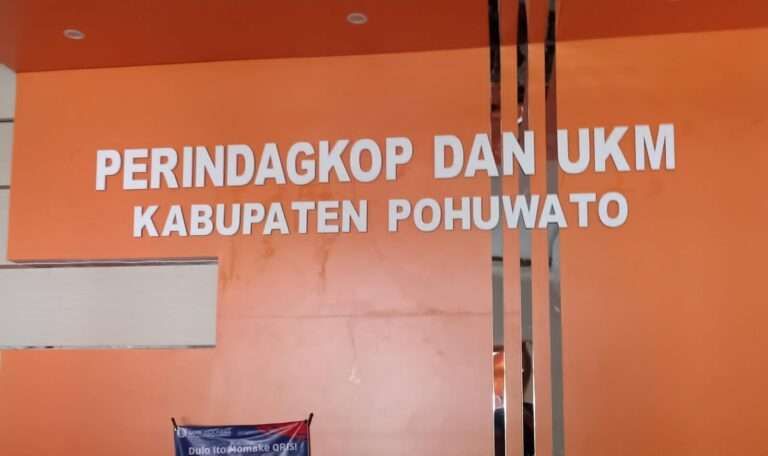 PERINDAGKOP DAN UKM
KABUPATEN POHUWATO
Dulo Ito Momake QRIS!